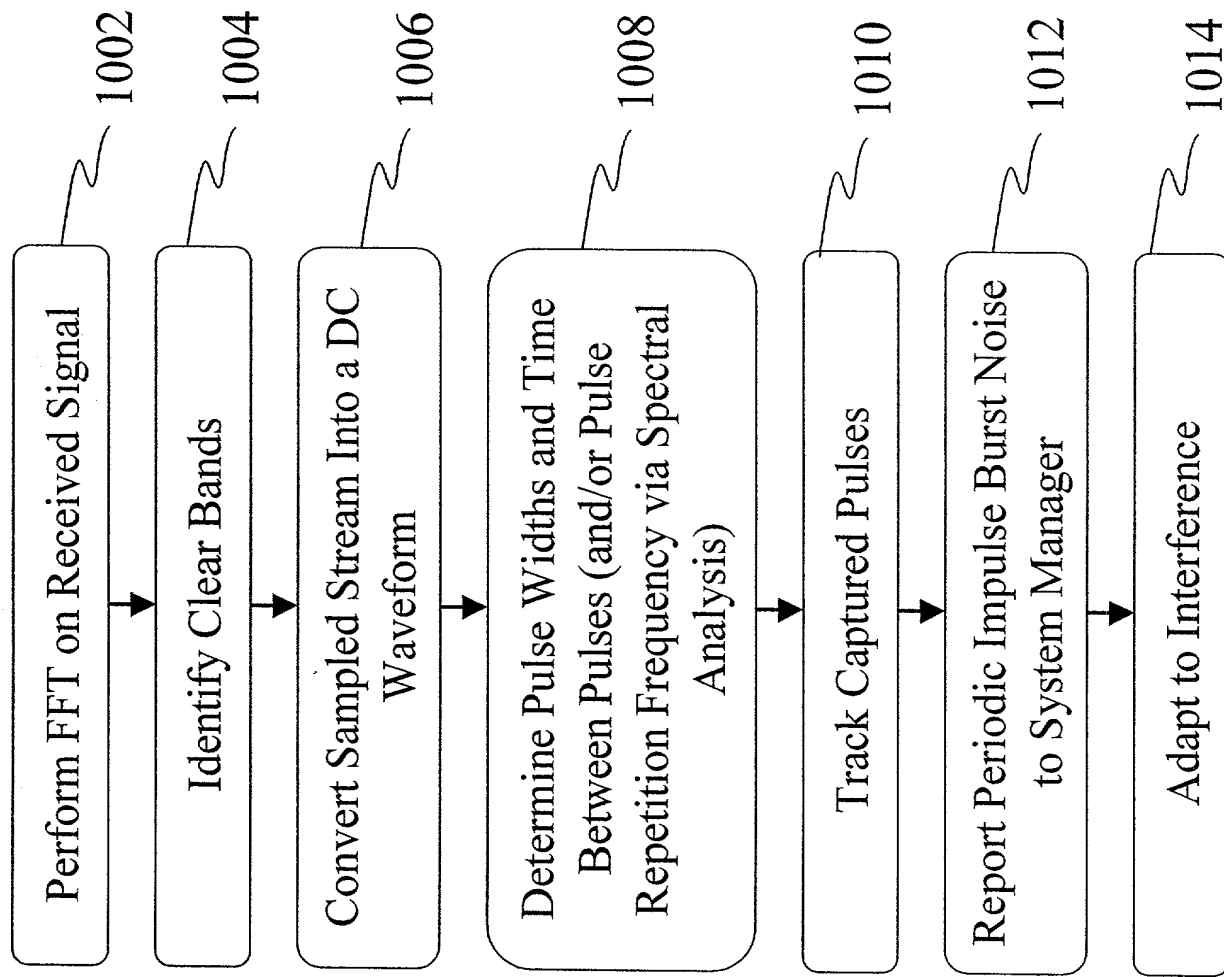 Perform FFT on Received Signal
1002
Identify Clear Bands
1004
Convert Sampled Stream Into a DC
Waveform
1006
Determine Pulse Widths and Time
Between Pulses (and/or Pulse
Repetition Frequency via Spectral
Analysis)
1008
Track Captured Pulses
1010
Report Periodic Impulse Burst Noise
to System Manager
1012
Adapt to Interference
1014